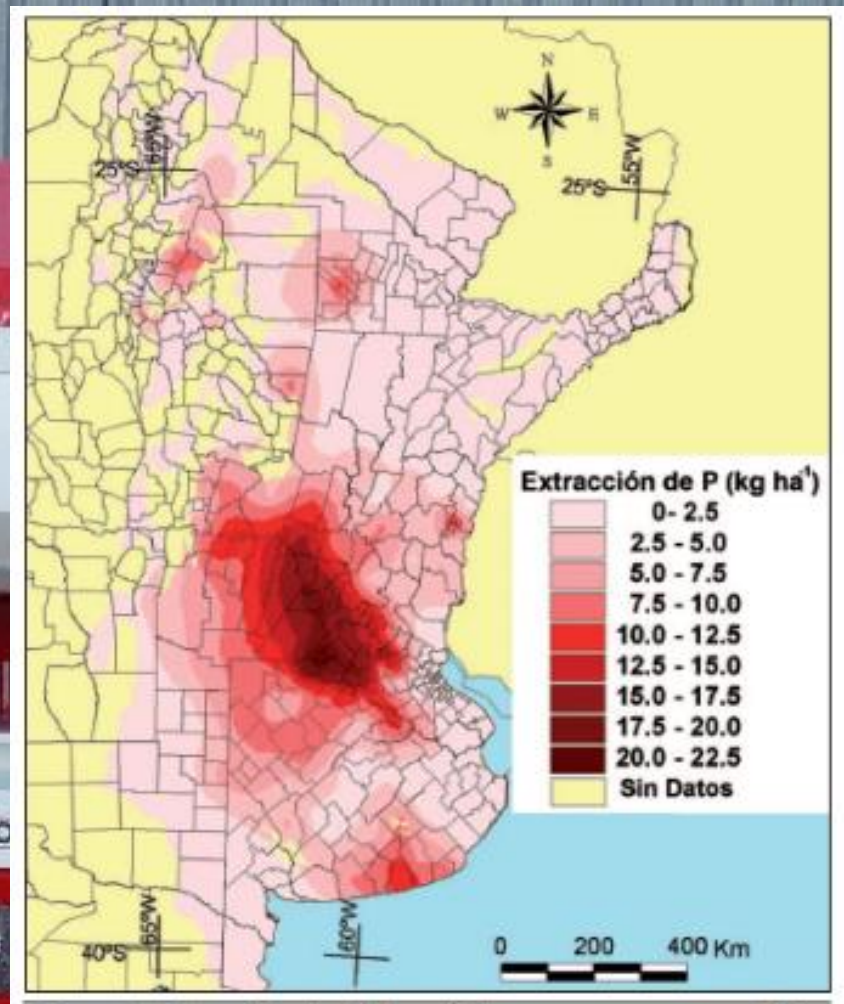 N
W
E
S
65ºW
25ºS
55ºW
25ºS
Extracción de P (kg ha⁻¹)
0- 2.5
2.5 - 5.0
5.0 - 7.5
7.5 - 10.0
10.0 - 12.5
12.5 - 15.0
15.0 - 17.5
17.5 - 20.0
20.0 - 22.5
Sin Datos
65ºW
40ºS
60ºW
0 200 400 Km